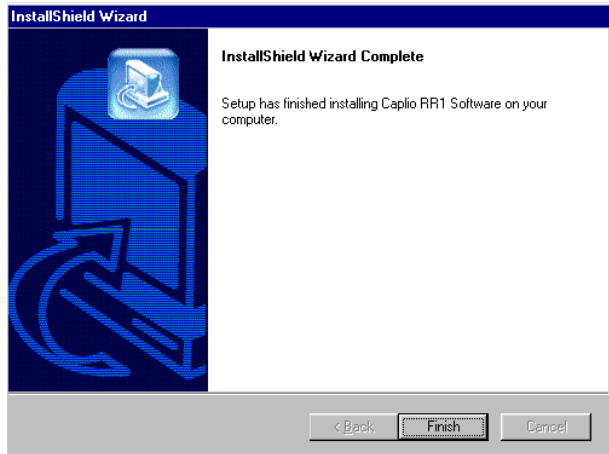 InstallShield Wizard
InstallShield Wizard Complete
Setup has finished installing Caplio RR1 Software on your
computer.
< Back
Finish
Cancel